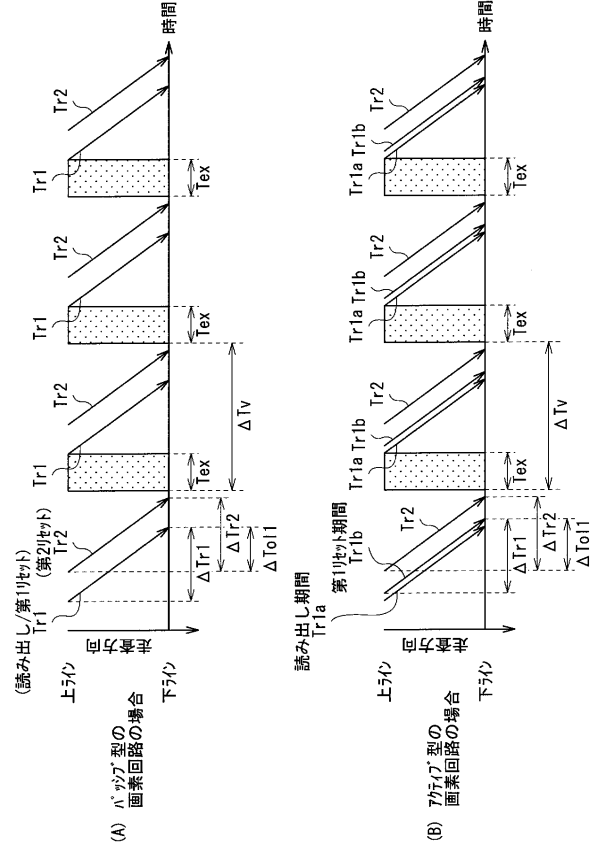 (A) パッシブ型の
画素回路の場合
(読み出し/第1リセット)
Tr1
(第2リセット)
Tr2
Tr1
Tr2
Tr1
Tr2
Tr1
Tr2
上ライン
走査方向
下ライン
時間
Tex
Tex
Tex
ΔTr1
ΔTr2
ΔTol1
ΔTv
(B) アクティブ型の
画素回路の場合
読み出し期間
Tr1a
第1リセット期間
Tr1b
Tr2
Tr1a Tr1b
Tr2
Tr1a Tr1b
Tr2
Tr1a Tr1b
Tr2
上ライン
走査方向
下ライン
時間
Tex
Tex
Tex
ΔTr1
ΔTr2
ΔTol1
ΔTv